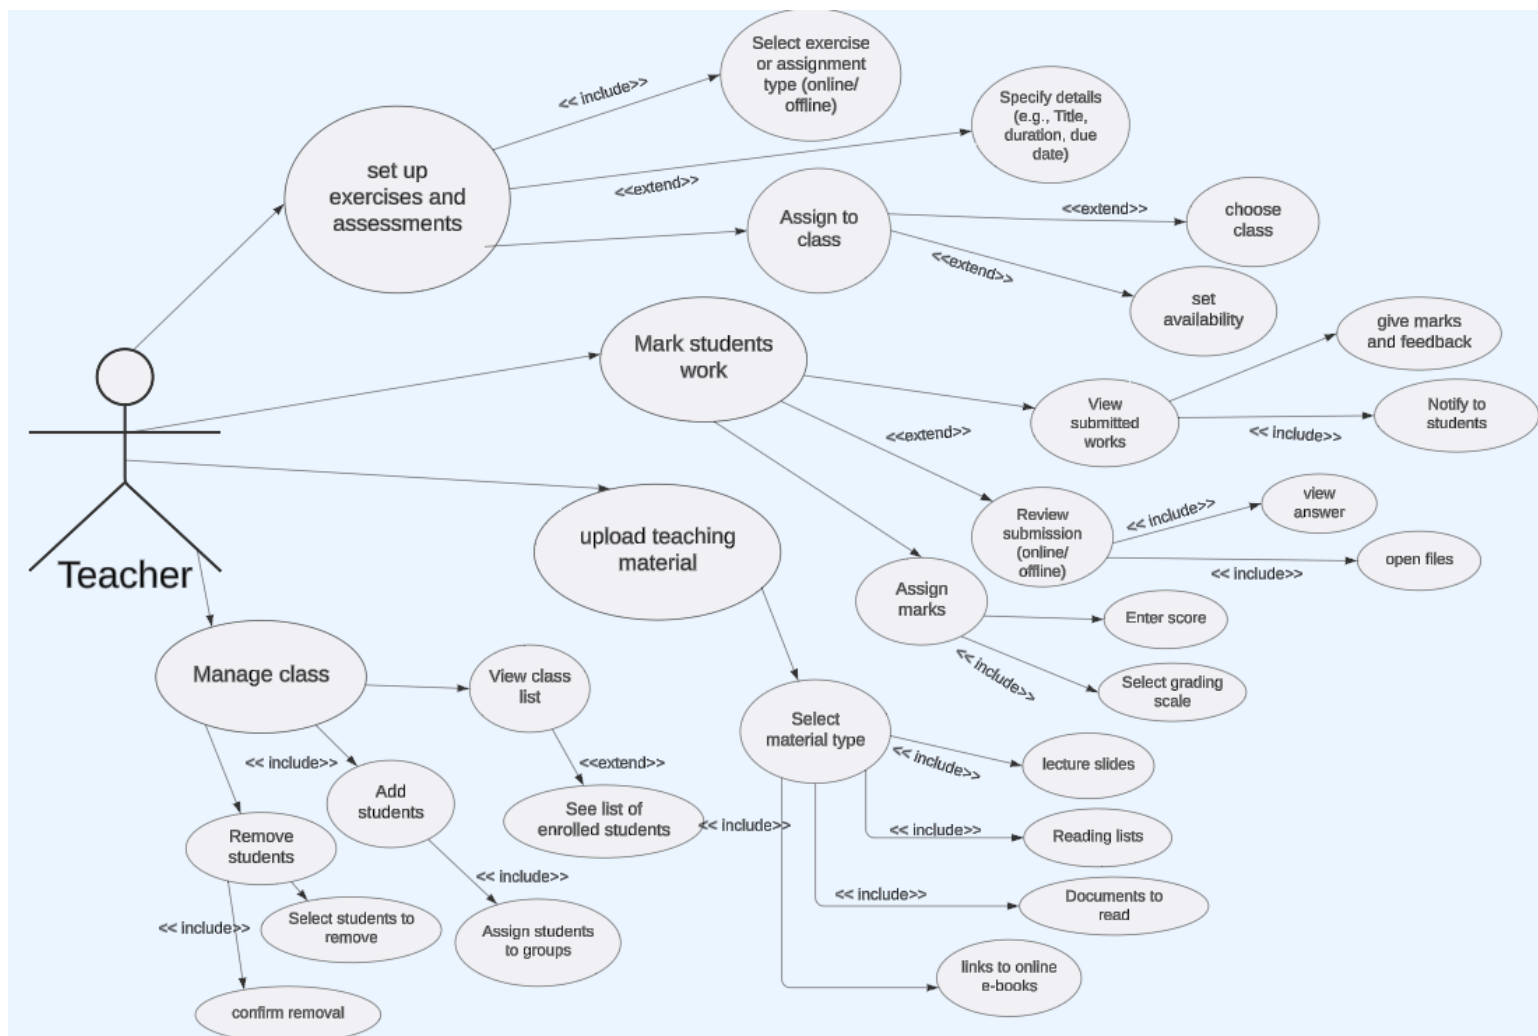 Select exercise
or assignment
type (online/
offline)
<< include>>
Specify details
(e.g., Title,
duration, due
date)
<<extend>>
set up
exercises and
assessments
Assign to
class
<<extend>>
choose
class
<<extend>>
set
availability
Mark students
work
give marks
and feedback
View
submitted
works
<< include>>
Notify to
students
<<extend>>
Review
submission
(online/
offline)
<< include>>
view
answer
<< include>>
open files
upload teaching
material
Teacher
Assign
marks
Enter score
<< include>>
Select grading
scale
Manage class
View class
list
<<extend>>
See list of
enrolled students
<< include>>
Add
students
<< include>>
Assign students
to groups
Remove
students
Select students to
remove
<< include>>
confirm removal
Select
material type
<< include>>
lecture slides
<< include>>
Reading lists
<< include>>
Documents to
read
<< include>>
links to online
e-books